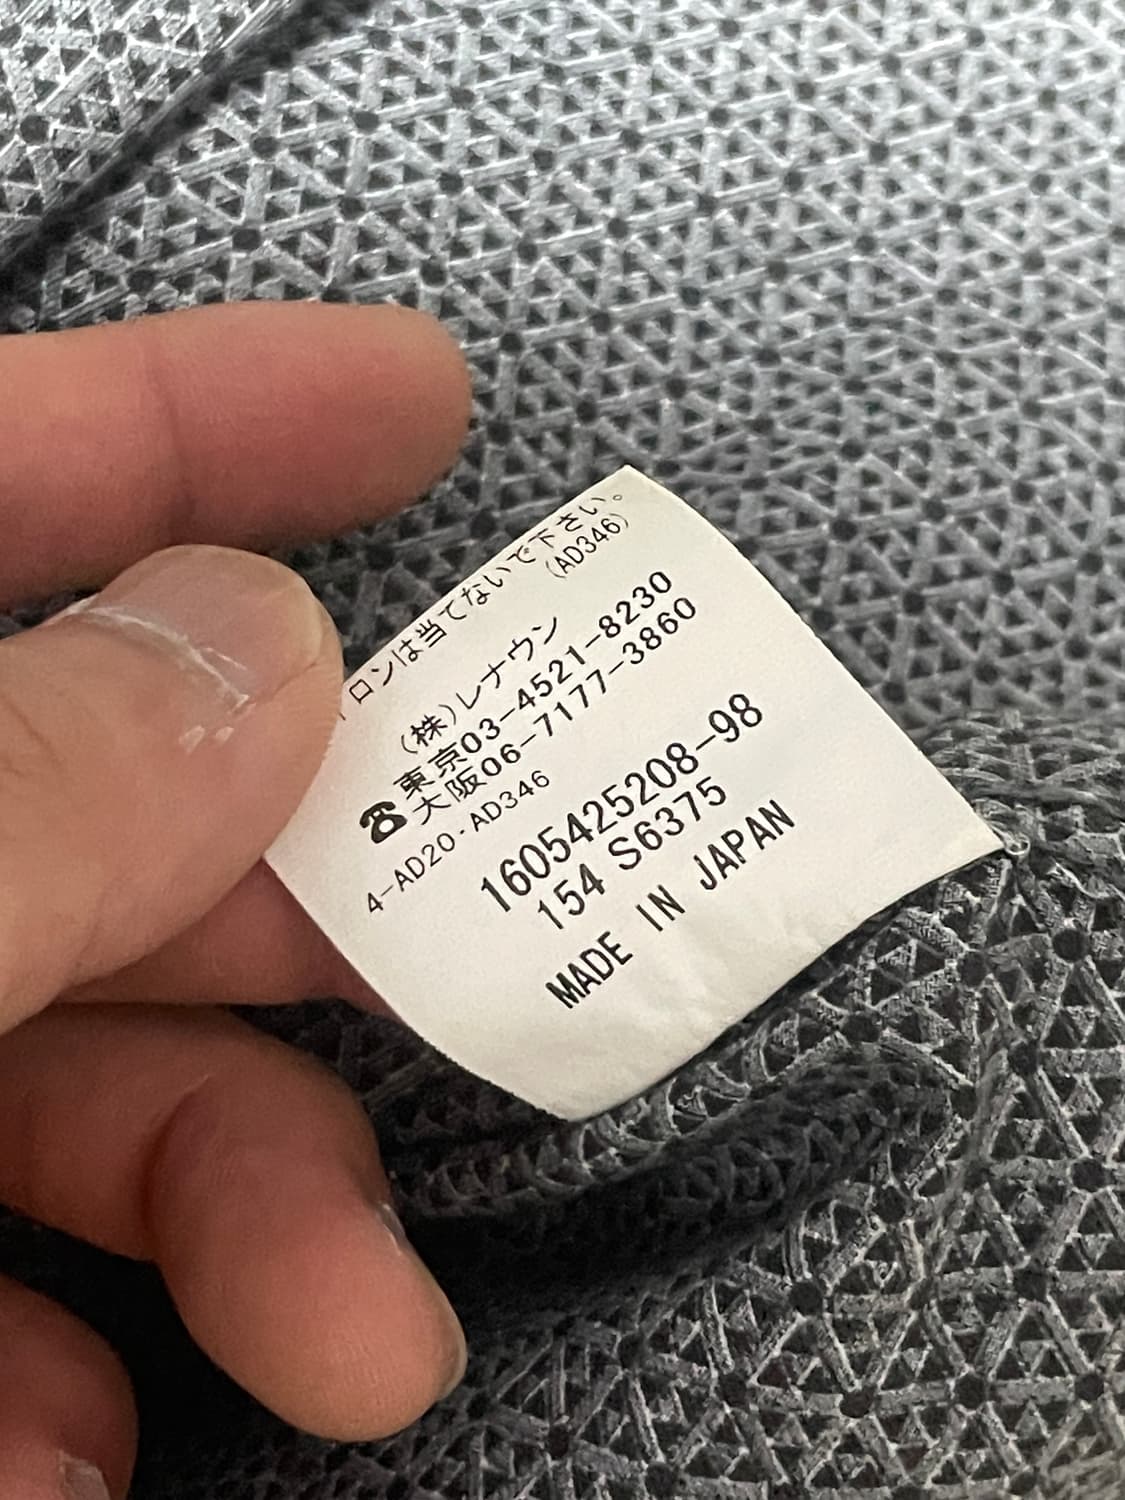 ロンは当てないで下さい。
(AD346)
(株)レナウン
☎ 東京03-4521-8230
大阪06-7177-3860
4-AD20・AD346
1605425208-98
154 S6375
MADE IN JAPAN